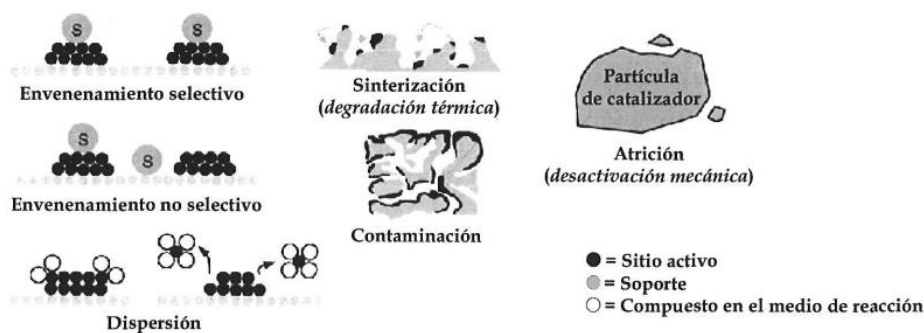 S
S
Envenenamiento selectivo
S
S
Envenenamiento no selectivo
Dispersión
Sinterización
(degradación térmica)
Contaminación
Partícula
de catalizador
Atrición
(desactivación mecánica)
= Sitio activo
= Soporte
= Compuesto en el medio de reacción